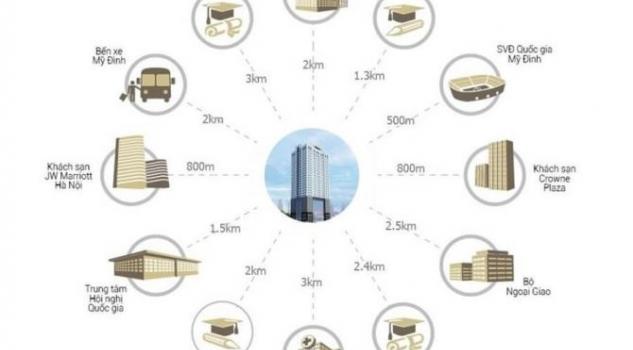 3km
2km
1.3km
Bến xe
Mỹ Đình
2km
SVĐ Quốc gia
Mỹ Đình
500m
Khách sạn
JW Marriott
Hà Nội
800m
800m
Khách sạn
Crowne
Plaza
1.5km
2.5km
Trung tâm
Hội nghị
Quốc gia
Bộ
Ngoại Giao
2km
3km
2.4km